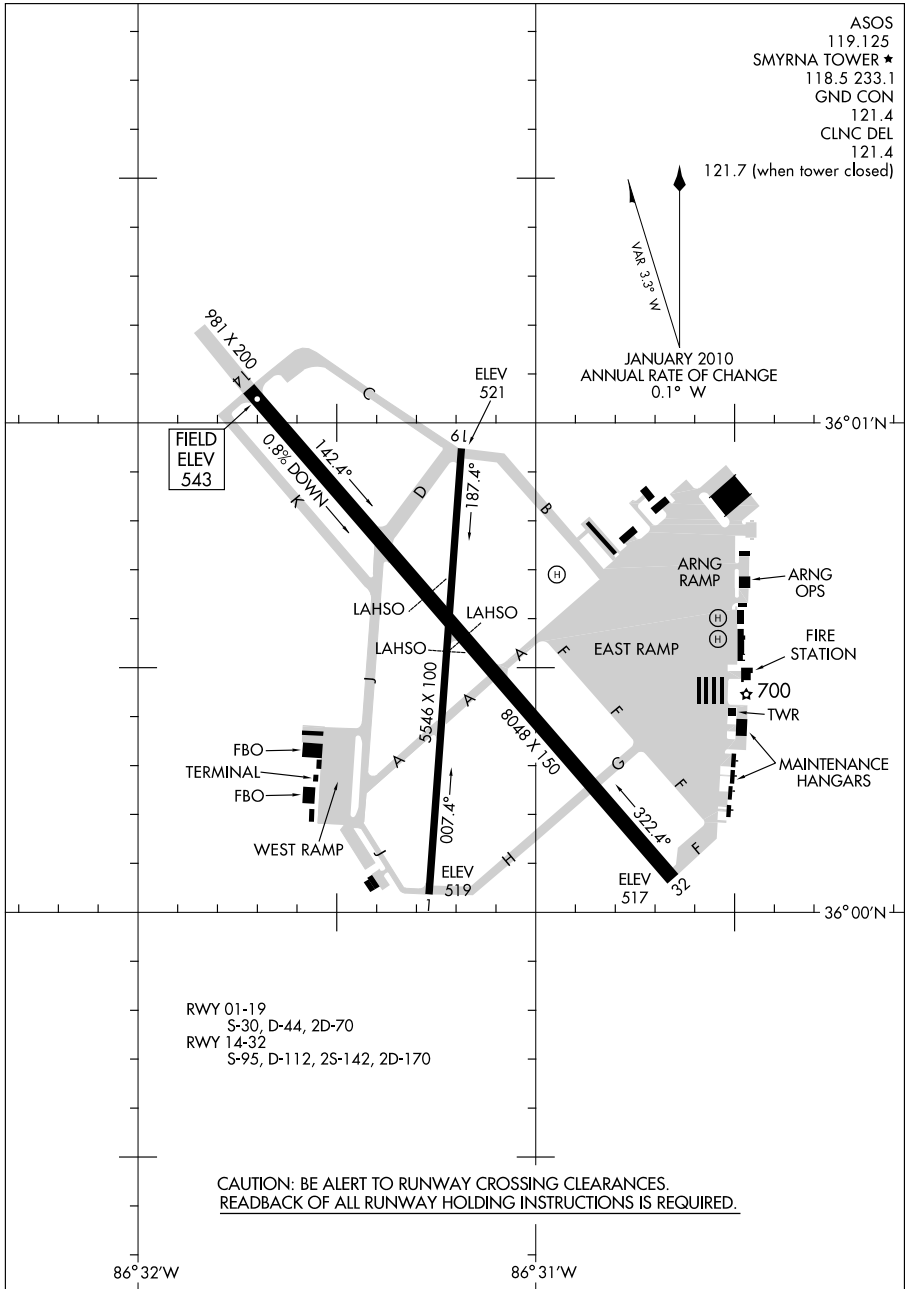 ASOS
119.125
SMYRNA TOWER ★
118.5 233.1
GND CON
121.4
CLNC DEL
121.4
121.7 (when tower closed)
VAR 3.3° W
JANUARY 2010
ANNUAL RATE OF CHANGE
0.1° W
981 X 200
14
C
ELEV
521
36°01'N
FIELD
ELEV
543
142.4°
0.8% DOWN
19
187.4°
K
D
B
H
ARNG
RAMP
ARNG
OPS
LAHSO
LAHSO
LAHSO
H
H
FIRE
STATION
A
F
EAST RAMP
J
5546 X 100
A
700
F
TWR
8048 X 150
FBO
TERMINAL
FBO
A
G
F
MAINTENANCE
HANGARS
007.4°
322.4°
WEST RAMP
J
H
F
ELEV
519
ELEV
517
32
1
36°00'N
RWY 01-19
S-30, D-44, 2D-70
RWY 14-32
S-95, D-112, 2S-142, 2D-170
CAUTION: BE ALERT TO RUNWAY CROSSING CLEARANCES.
READBACK OF ALL RUNWAY HOLDING INSTRUCTIONS IS REQUIRED.
86°32'W
86°31'W